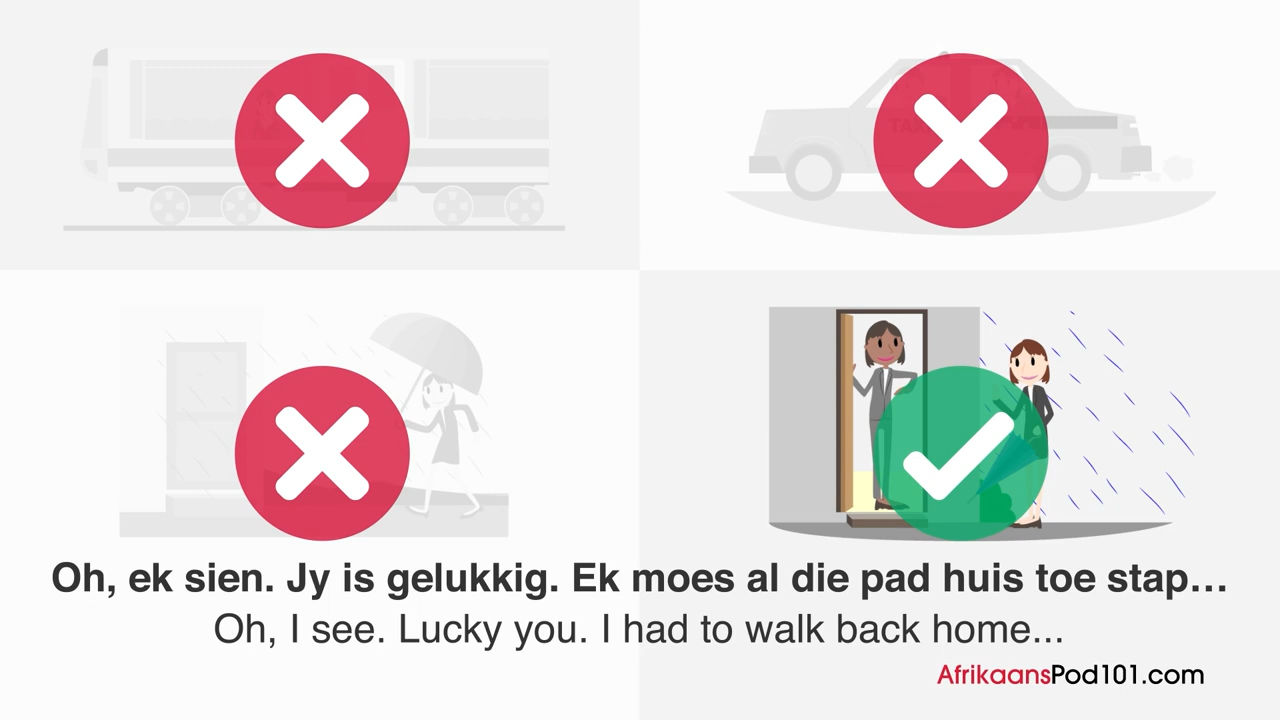 TAXI
Oh, ek sien. Jy is gelukkig. Ek moes al die pad huis toe stap...
Oh, I see. Lucky you. I had to walk back home...
AfrikaansPod101.com